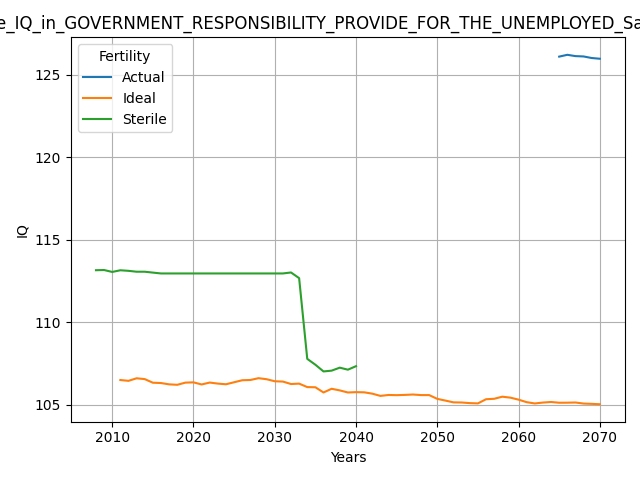 e_IQ_in_GOVERNMENT_RESPONSIBILITY_PROVIDE_FOR_THE_UNEMPLOYED_Sa
Fertility
Actual
Ideal
Sterile
125
120
115
110
105
IQ
2010 2020 2030 2040 2050 2060 2070
Years